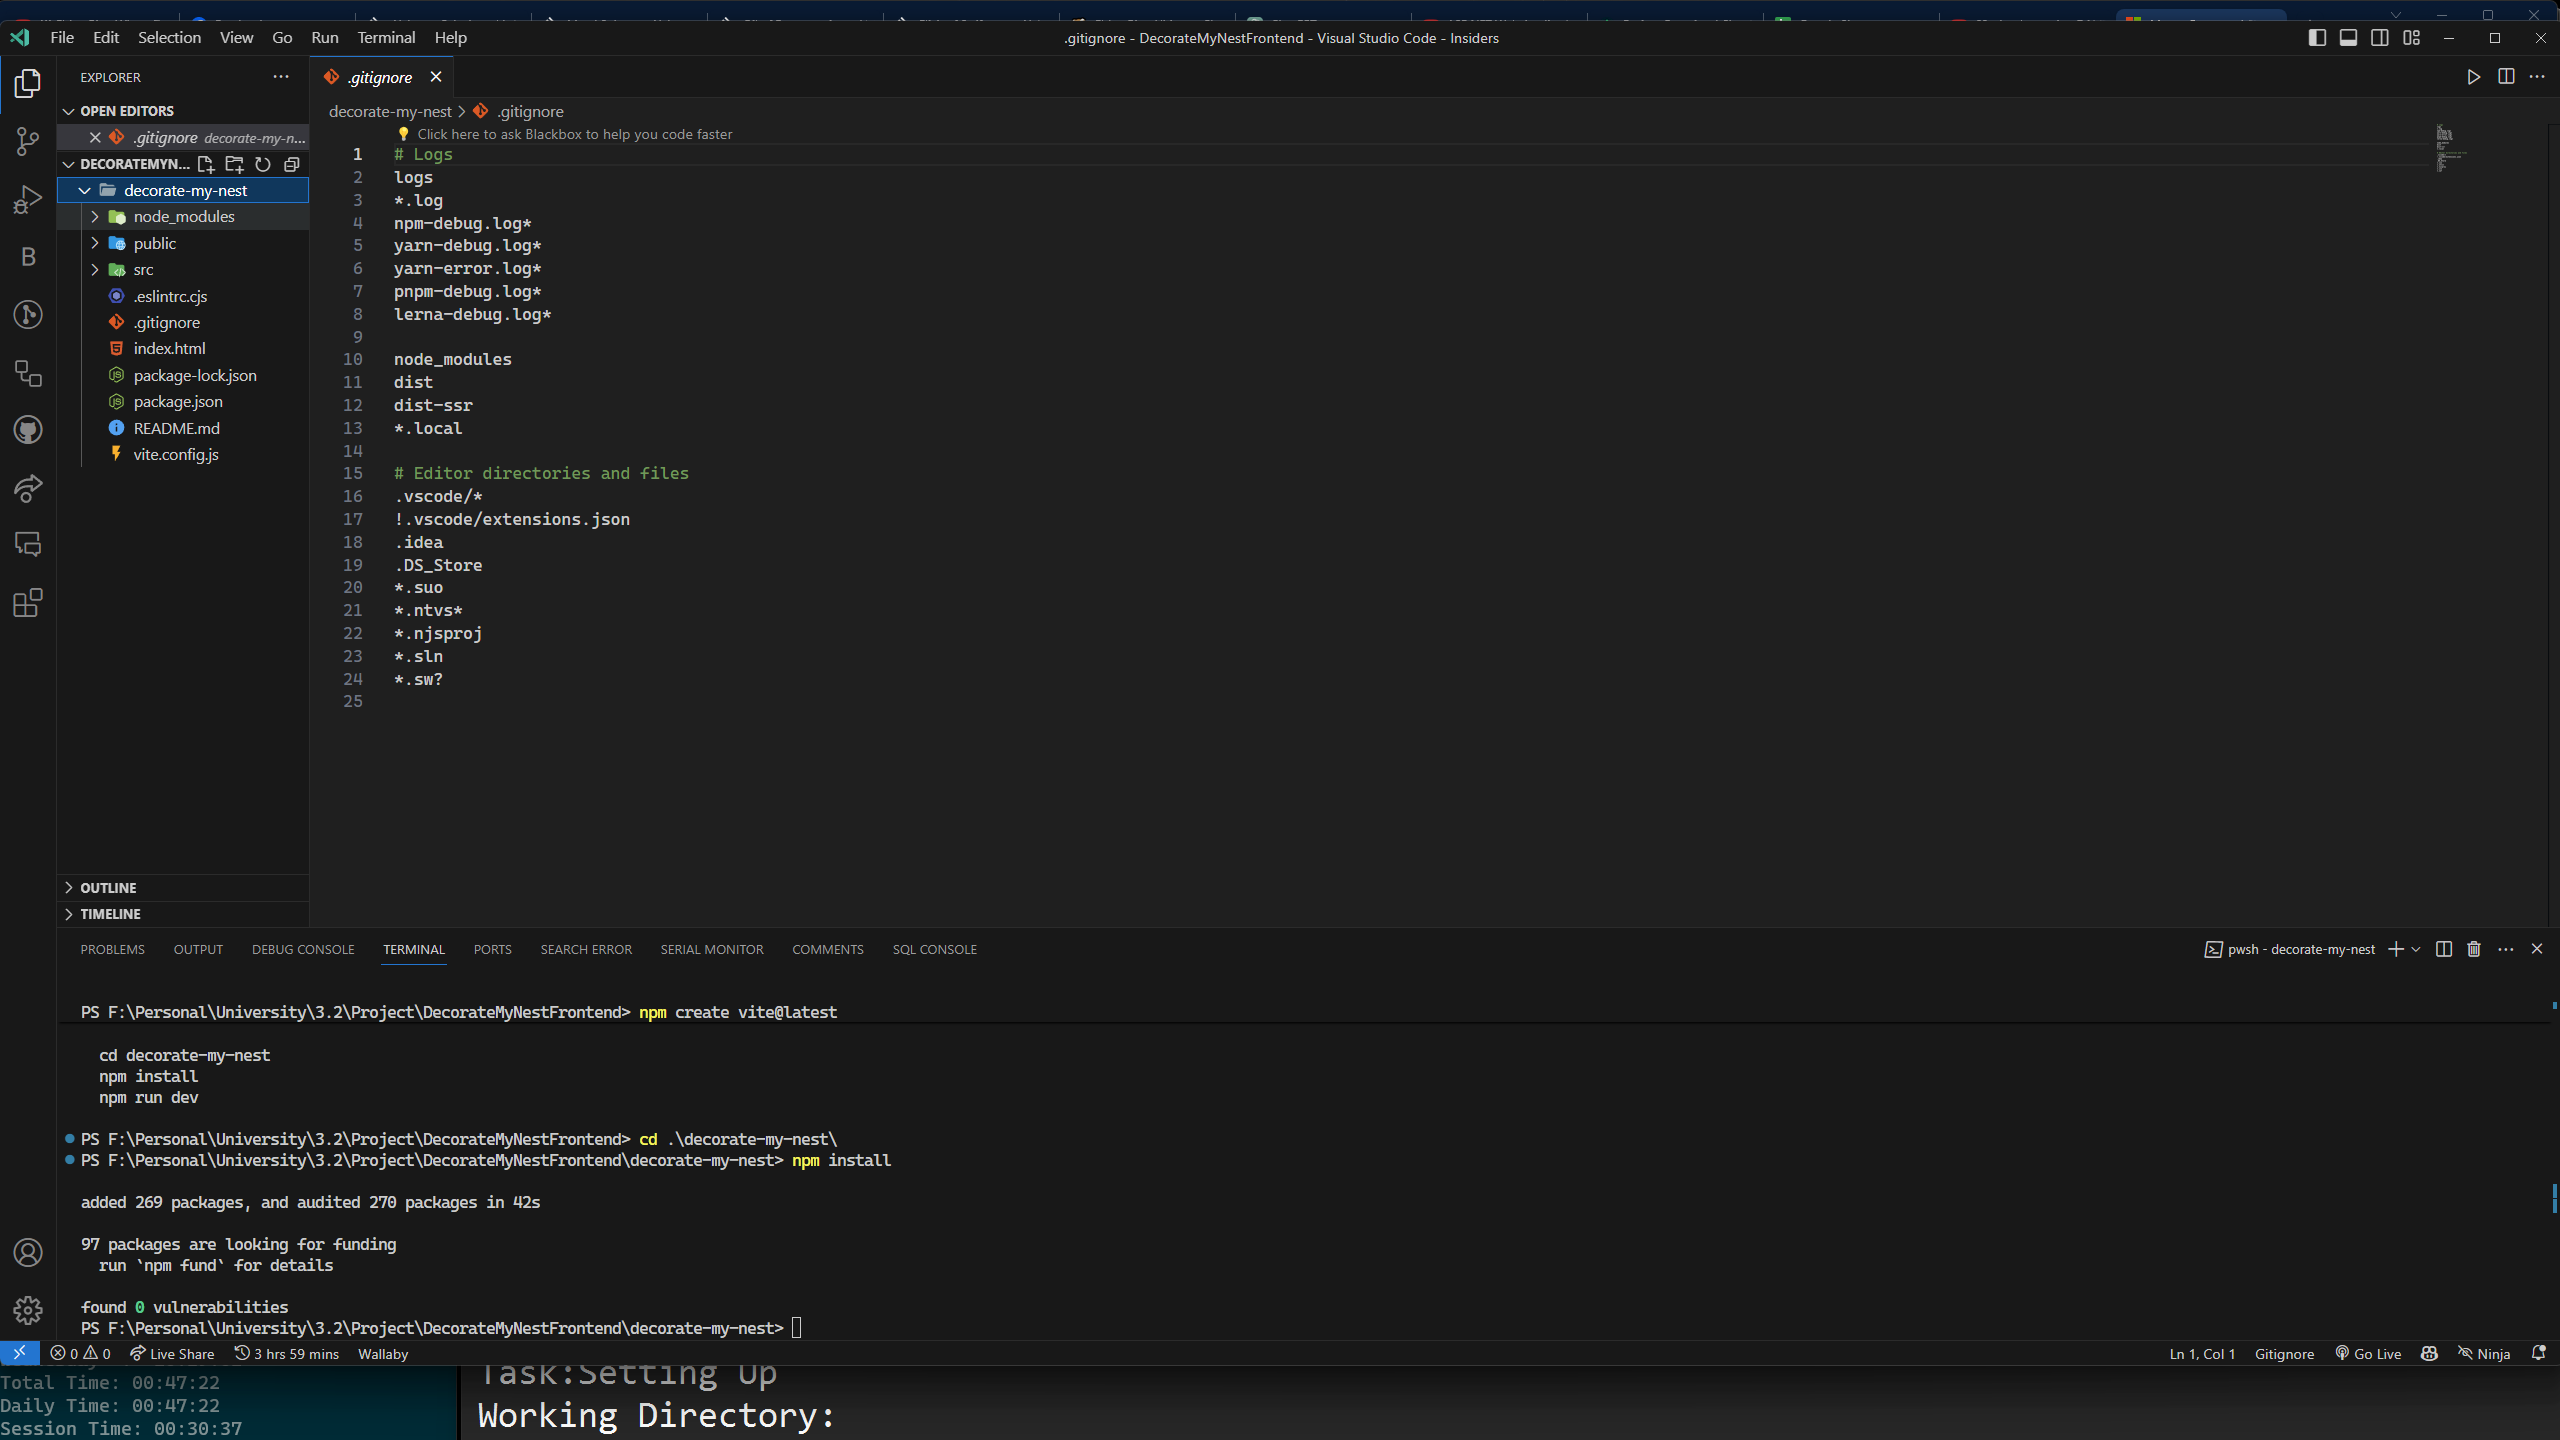 File Edit Selection View Go Run Terminal Help
.gitignore - DecorateMyNestFrontend - Visual Studio Code - Insiders
EXPLORER
OPEN EDITORS
.gitignore decorate-my-n...
DECORATEMYN...
decorate-my-nest
node_modules
public
src
.eslintrc.cjs
.gitignore
index.html
package-lock.json
package.json
README.md
vite.config.js
OUTLINE
TIMELINE
.gitignore
decorate-my-nest > .gitignore
Click here to ask Blackbox to help you code faster
1 # Logs
2 logs
3 *.log
4 npm-debug.log*
5 yarn-debug.log*
6 yarn-error.log*
7 pnpm-debug.log*
8 lerna-debug.log*
9
10 node_modules
11 dist
12 dist-ssr
13 *.local
14
15 # Editor directories and files
16 .vscode/*
17 !.vscode/extensions.json
18 .idea
19 .DS_Store
20 *.suo
21 *.ntvs*
22 *.njsproj
23 *.sln
24 *.sw?
25
PROBLEMS OUTPUT DEBUG CONSOLE TERMINAL PORTS SEARCH ERROR SERIAL MONITOR COMMENTS SQL CONSOLE
pwsh - decorate-my-nest
PS F:\Personal\University\3.2\Project\DecorateMyNestFrontend> npm create vite@latest
cd decorate-my-nest
npm install
npm run dev
PS F:\Personal\University\3.2\Project\DecorateMyNestFrontend> cd .\decorate-my-nest\
PS F:\Personal\University\3.2\Project\DecorateMyNestFrontend\decorate-my-nest> npm install
added 269 packages, and audited 270 packages in 42s
97 packages are looking for funding
run `npm fund` for details
found 0 vulnerabilities
PS F:\Personal\University\3.2\Project\DecorateMyNestFrontend\decorate-my-nest>
0 0 Live Share 3 hrs 59 mins Wallaby
Ln 1, Col 1 Gitignore Go Live Ninja
Total Time: 00:47:22
Daily Time: 00:47:22
Session Time: 00:30:37
Task:Setting Up
Working Directory: